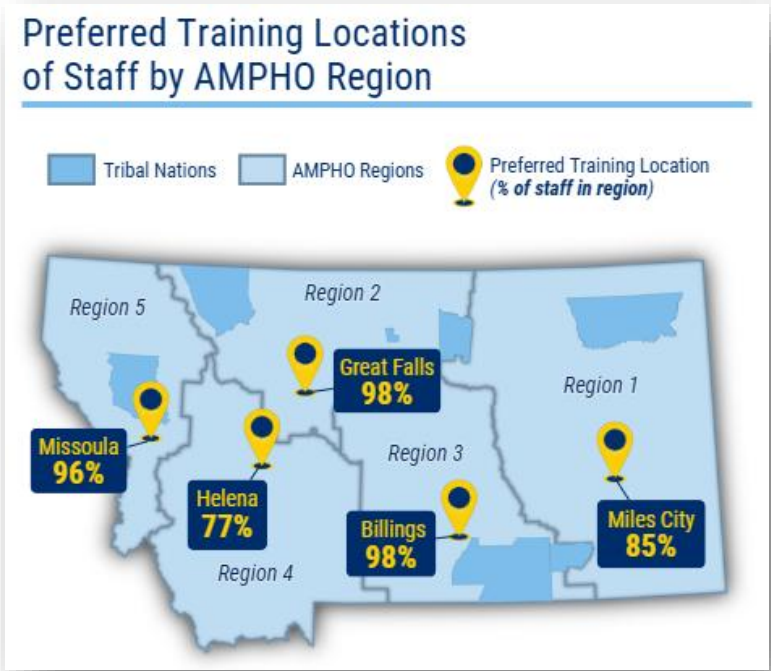 Preferred Training Locations
of Staff by AMPHO Region
Tribal Nations
AMPHO Regions
Preferred Training Location
(% of staff in region)
Region 5
Region 2
Great Falls
98%
Region 1
Missoula
96%
Region 3
Helena
77%
Billings
98%
Miles City
85%
Region 4